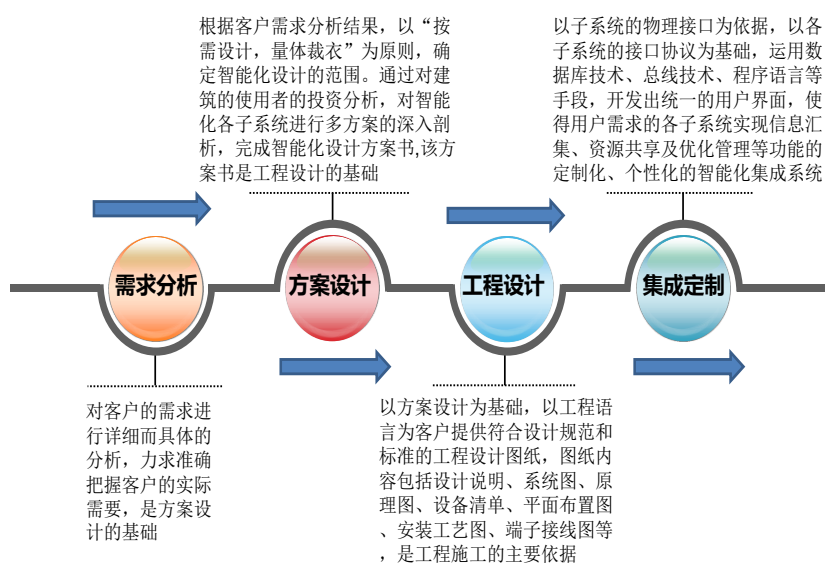 根据客户需求分析结果，以“按
需设计，量体裁衣”为原则，确
定智能化设计的范围。通过对建
筑的使用者的投资分析，对智能
化各子系统进行多方案的深入剖
析，完成智能化设计方案书,该方
案书是工程设计的基础
以子系统的物理接口为依据，以各
子系统的接口协议为基础，运用数
据库技术、总线技术、程序语言等
手段，开发出统一的用户界面，使
得用户需求的各子系统实现信息汇
集、资源共享及优化管理等功能的
定制化、个性化的智能化集成系统
需求分析
方案设计
工程设计
集成定制
对客户的需求进
行详细而具体的
分析，力求准确
把握客户的实际
需要，是方案设
计的基础
以方案设计为基础，以工程语
言为客户提供符合设计规范和
标准的工程设计图纸，图纸内
容包括设计说明、系统图、原
理图、设备清单、平面布置图
、安装工艺图、端子接线图等
，是工程施工的主要依据